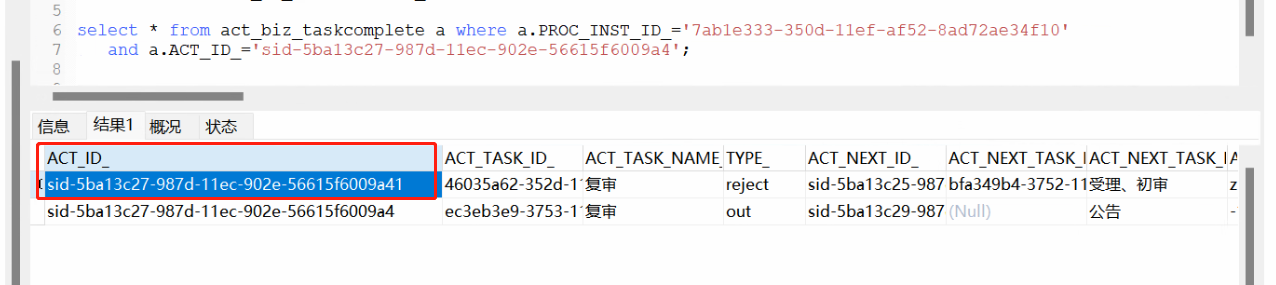 5
6 select * from act_biz_taskcomplete a where a.PROC_INST_ID_='7ab1e333-350d-11ef-af52-8ad72ae34f10'
7 and a.ACT_ID_='sid-5ba13c27-987d-11ec-902e-56615f6009a4';
8
信息 结果1 概况 状态
ACT_ID_ ACT_TASK_ID_ ACT_TASK_NAME_ TYPE_ ACT_NEXT_ID_ ACT_NEXT_TASK_I ACT_NEXT_TASK_I A
sid-5ba13c27-987d-11ec-902e-56615f6009a41 46035a62-352d-1 复审 reject sid-5ba13c25-987 bfa349b4-3752-11 受理、初审 z
sid-5ba13c27-987d-11ec-902e-56615f6009a4 ec3eb3e9-3753-1 复审 out sid-5ba13c29-987 (Null) 公告 -